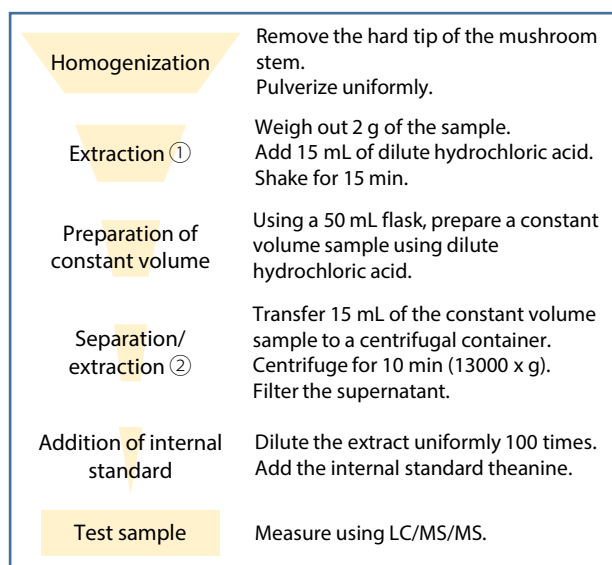 Homogenization
Remove the hard tip of the mushroom
stem.
Pulverize uniformly.
Extraction ①
Weigh out 2 g of the sample.
Add 15 mL of dilute hydrochloric acid.
Shake for 15 min.
Preparation of
constant volume
Using a 50 mL flask, prepare a constant
volume sample using dilute
hydrochloric acid.
Separation/
extraction ②
Transfer 15 mL of the constant volume
sample to a centrifugal container.
Centrifuge for 10 min (13000 x g).
Filter the supernatant.
Addition of internal
standard
Dilute the extract uniformly 100 times.
Add the internal standard theanine.
Test sample
Measure using LC/MS/MS.